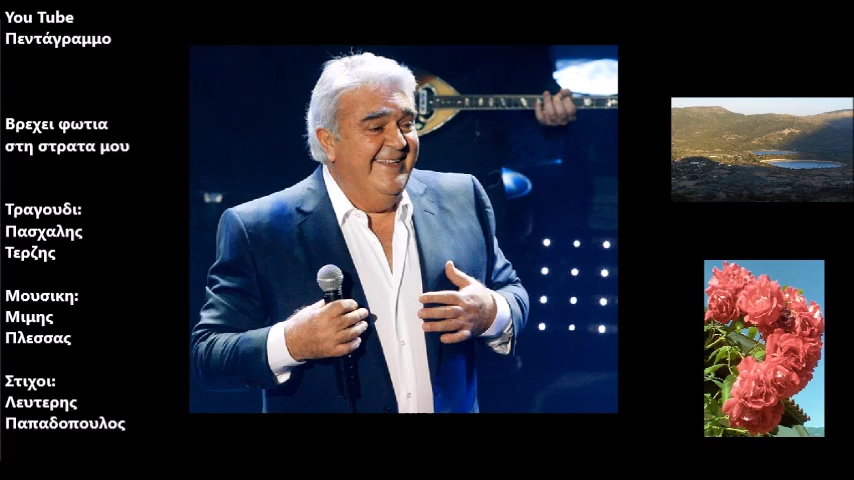 You Tube
Πεντάγραμμο
Βρεχει φωτια
στη στρατα μου
Τραγουδι:
Πασχαλης
Τερζης
Μουσικη:
Μιμης
Πλεσσας
Στιχοι:
Λευτερης
Παπαδοπουλος